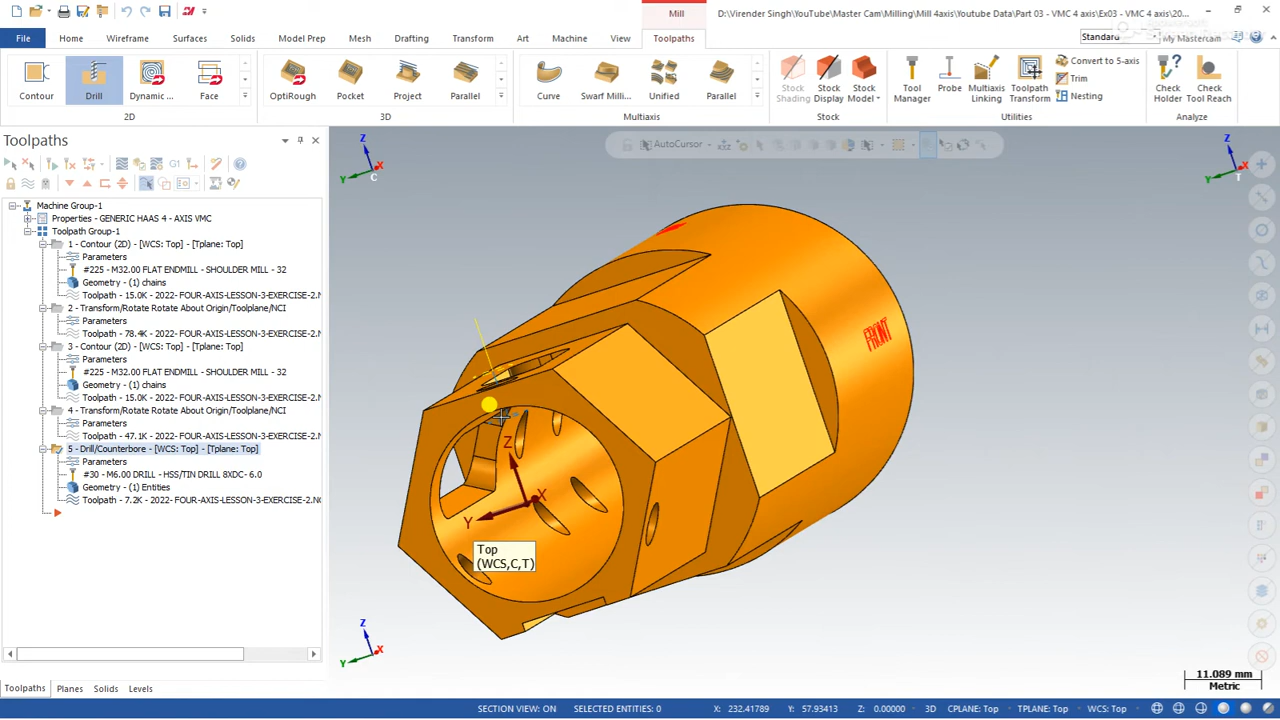 Mill
D:\Virender Singh\YouTube\Master Cam\Milling\Mill 4axis\Youtube Data\Part 03 - VMC 4 axis\Ex03 - VMC 4 axis\20...
File Home Wireframe Surfaces Solids Model Prep Mesh Drafting Transform Art Machine View Toolpaths
Standard My Mastercam
Contour Drill Dynamic ... Face
2D
OptiRough Pocket Project Parallel
3D
Curve Swarf Milli... Unified Parallel
Multiaxis
Stock Shading Stock Display Stock Model
Stock
Tool Manager Probe Multiaxis Linking Toolpath Transform
Convert to 5-axis
Trim
Nesting
Utilities
Check Holder Check Tool Reach
Analyze
Toolpaths
AutoCursor
G1
Machine Group-1
Properties - GENERIC HAAS 4 - AXIS VMC
Toolpath Group-1
1 - Contour (2D) - [WCS: Top] - [Tplane: Top]
Parameters
#225 - M32.00 FLAT ENDMILL - SHOULDER MILL - 32
Geometry - (1) chains
Toolpath - 15.0K - 2022- FOUR-AXIS-LESSON-3-EXERCISE-2.N
2 - Transform/Rotate Rotate About Origin/Toolplane/NCI
Parameters
Toolpath - 78.4K - 2022- FOUR-AXIS-LESSON-3-EXERCISE-2.N
3 - Contour (2D) - [WCS: Top] - [Tplane: Top]
Parameters
#225 - M32.00 FLAT ENDMILL - SHOULDER MILL - 32
Geometry - (1) chains
Toolpath - 15.0K - 2022- FOUR-AXIS-LESSON-3-EXERCISE-2.N
4 - Transform/Rotate Rotate About Origin/Toolplane/NCI
Parameters
Toolpath - 47.1K - 2022- FOUR-AXIS-LESSON-3-EXERCISE-2.N
5 - Drill/Counterbore - [WCS: Top] - [Tplane: Top]
Parameters
#30 - M6.00 DRILL - HSS/TIN DRILL 8XDC- 6.0
Geometry - (1) Entities
Toolpath - 7.2K - 2022- FOUR-AXIS-LESSON-3-EXERCISE-2.NC
Z
X
Y
C
Z
X
Y
T
FRONT
Z
X
Y
Top
(WCS,C,T)
Z
X
Y
11.089 mm
Metric
Toolpaths Planes Solids Levels
SECTION VIEW: ON SELECTED ENTITIES: 0 X: 232.41789 Y: 57.93413 Z: 0.00000 3D CPLANE: TOP TPLANE: TOP WCS: TOP